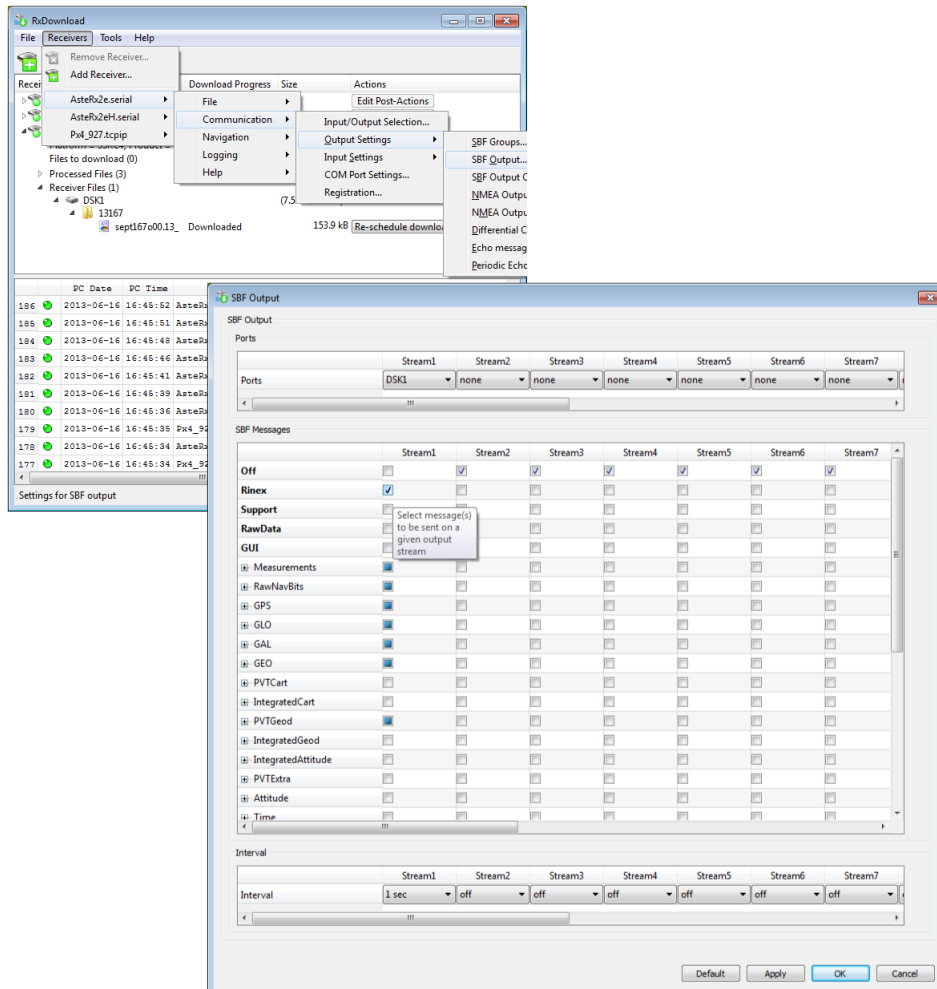 RxDownload
File Receivers Tools Help
Remove Receiver...
Add Receiver...
Download Progress Size Actions
AsteRx2e.serial
File
Edit Post-Actions
AsteRx2eH.serial
Communication
Input/Output Selection...
Px4_927.tcpip
Navigation
Output Settings
SBF Groups...
Files to download (0)
Logging
Input Settings
SBF Output...
Processed Files (3)
Help
COM Port Settings...
SBF Output
Receiver Files (1)
Registration...
NMEA
DSK1
NMEA
13167
Differential
sept167o00.13_ Downloaded 153.9 kB Re-schedule
Echo
Periodic
PC Date PC Time
186 2013-06-16 16:45:52
185 2013-06-16 16:45:51
184 2013-06-16 16:45:48
183 2013-06-16 16:45:46
182 2013-06-16 16:45:41
181 2013-06-16 16:45:39
180 2013-06-16 16:45:36
179 2013-06-16 16:45:35
178 2013-06-16 16:45:34
177 2013-06-16 16:45:34
Settings for SBF output
SBF Output
SBF Output
Ports
Stream1 Stream2 Stream3 Stream4 Stream5 Stream6 Stream7
Ports DSK1 none none none none none none
SBF Messages
Stream1 Stream2 Stream3 Stream4 Stream5 Stream6 Stream7
Off
Rinex
Support
Select message(s)
to be sent on a
given output
stream
RawData
GUI
Measurements
RawNavBits
GPS
GLO
GAL
GEO
PVTCart
IntegratedCart
PVTGeod
IntegratedGeod
IntegratedAttitude
PVTExtra
Attitude
Time
Interval
Stream1 Stream2 Stream3 Stream4 Stream5 Stream6 Stream7
Interval 1 sec off off off off off off
Default Apply OK Cancel